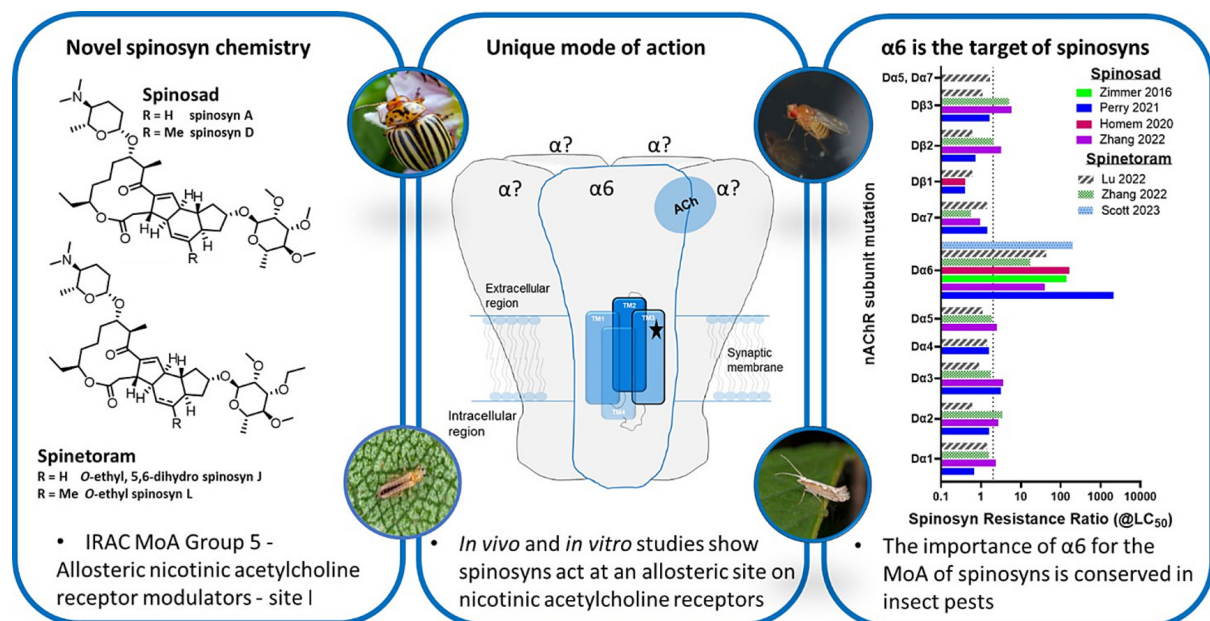 Novel spinosyn chemistry
N
O
O
O
O
O
H
H
H
H
R
O
O
O
O
O
Spinosad
R = H spinosyn A
R = Me spinosyn D
N
O
O
O
O
O
H
H
H
H
R
O
O
O
O
O
Spinetoram
R = H O-ethyl, 5,6-dihydro spinosyn J
R = Me O-ethyl spinosyn L
• IRAC MoA Group 5 -
Allosteric nicotinic acetylcholine
receptor modulators - site I
Unique mode of action
α? α?
α? α6 α?
ACh
Extracellular
region
TM1 TM2 TM3
TM4
Synaptic
membrane
Intracellular
region
• In vivo and in vitro studies show
spinosyns act at an allosteric site on
nicotinic acetylcholine receptors
α6 is the target of spinosyns
nAChR subunit mutation
Dα5, Dα7
Dβ3
Dβ2
Dβ1
Dα7
Dα6
Dα5
Dα4
Dα3
Dα2
Dα1
Spinosad
Zimmer 2016
Perry 2021
Homem 2020
Zhang 2022
Spinetoram
Lu 2022
Zhang 2022
Scott 2023
0.1 1 10 100 1000 10000
Spinosyn Resistance Ratio (@LC50)
• The importance of α6 for the
MoA of spinosyns is conserved in
insect pests